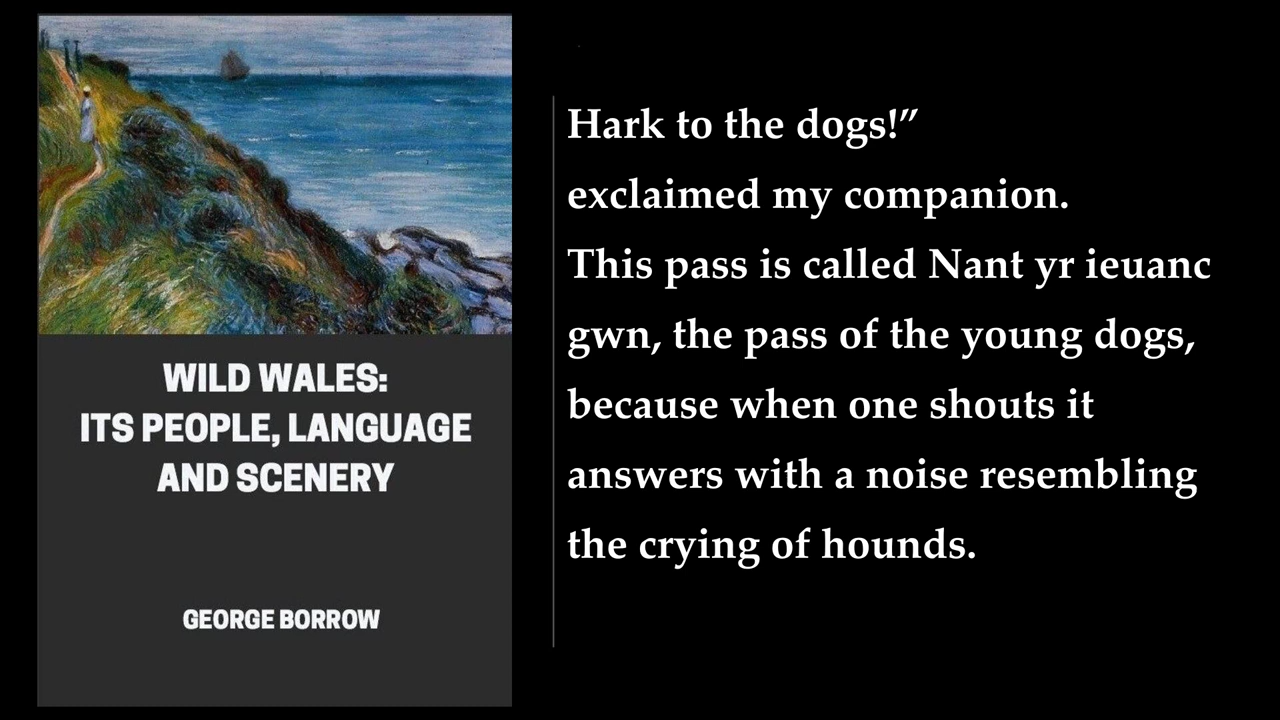 WILD WALES:
ITS PEOPLE, LANGUAGE
AND SCENERY
GEORGE BORROW
Hark to the dogs!”
exclaimed my companion.
This pass is called Nant yr ieuanc
gwn, the pass of the young dogs,
because when one shouts it
answers with a noise resembling
the crying of hounds.